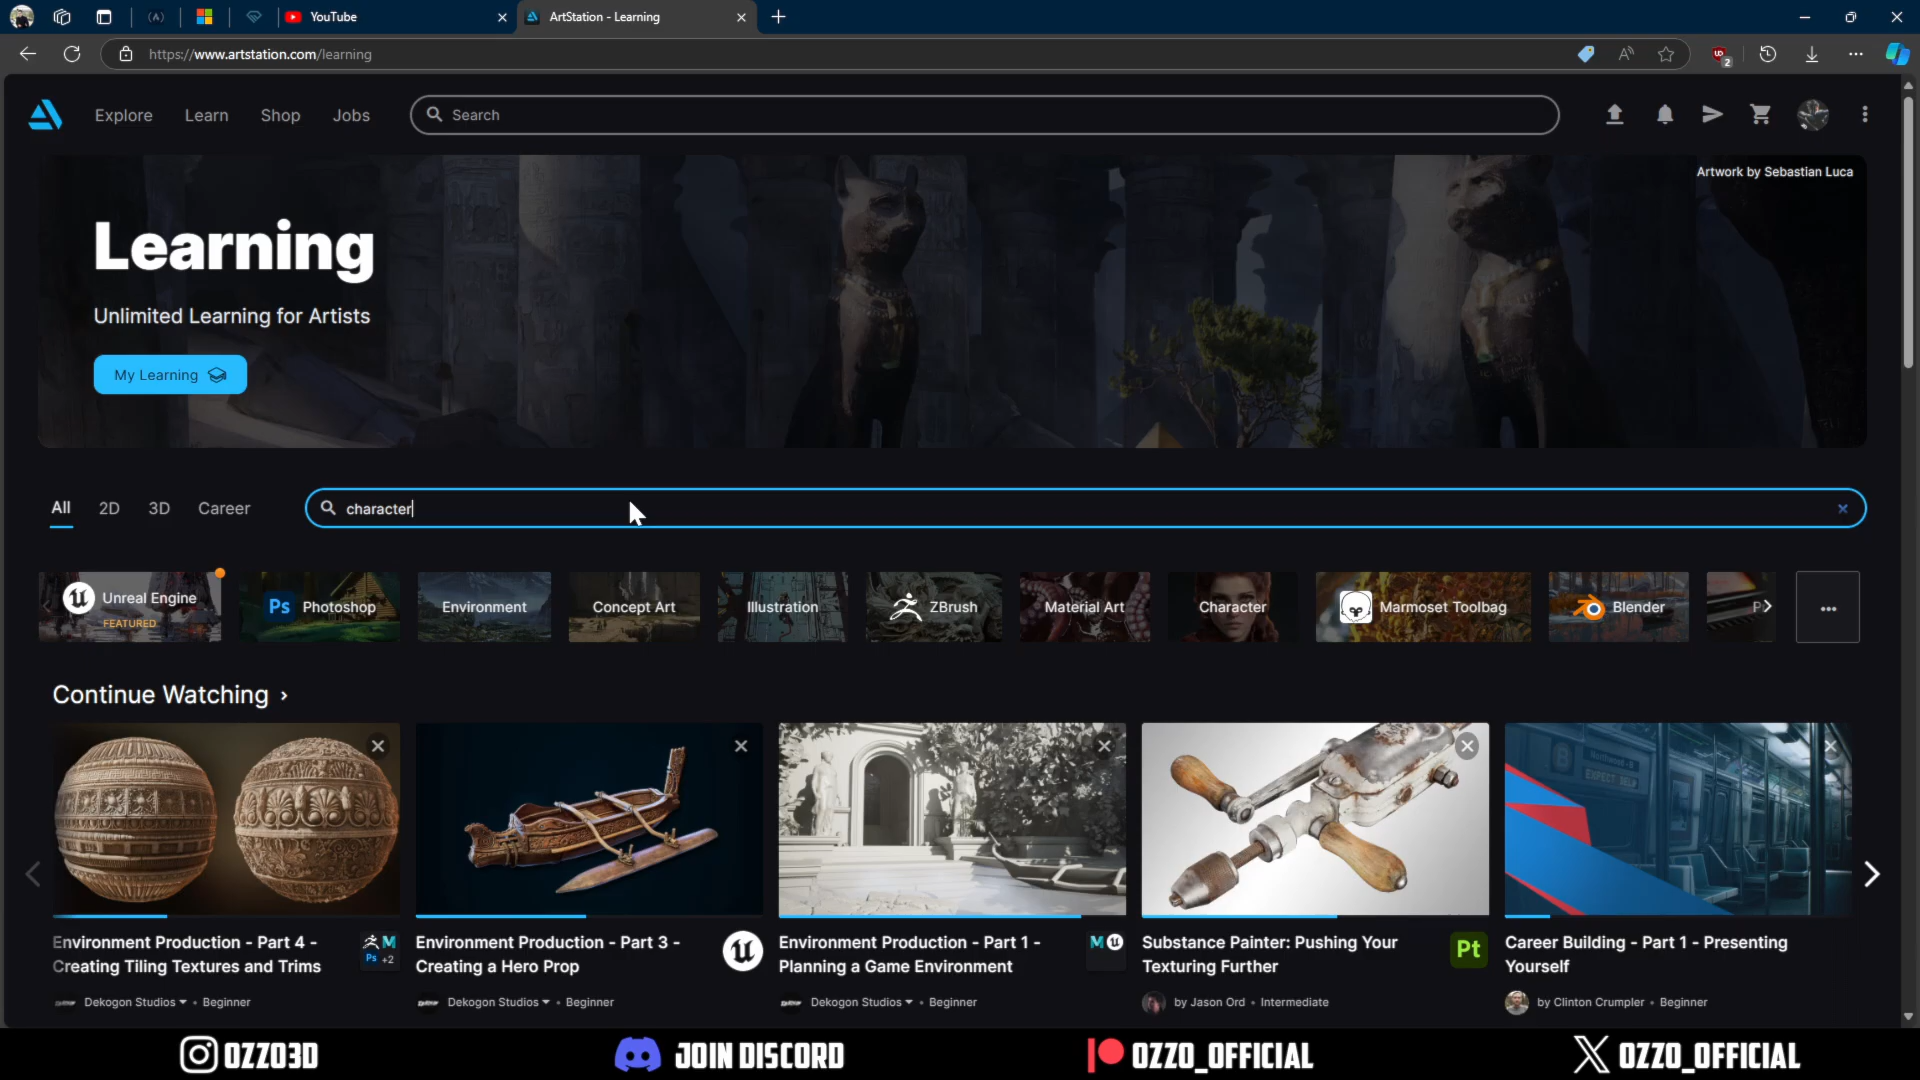 YouTube
ArtStation - Learning
https://www.artstation.com/learning
2
Explore
Learn
Shop
Jobs
Search
Artwork by Sebastian Luca
Learning
Unlimited Learning for Artists
My Learning
All
2D
3D
Career
character
Unreal Engine
FEATURED
Ps Photoshop
Environment
Concept Art
Illustration
ZBrush
Material Art
Character
Marmoset Toolbag
Blender
P
Continue Watching
Environment Production - Part 4 -
Creating Tiling Textures and Trims
M
Ps +2
Dekogon Studios • Beginner
Environment Production - Part 3 -
Creating a Hero Prop
Dekogon Studios • Beginner
Environment Production - Part 1 -
Planning a Game Environment
M
Dekogon Studios • Beginner
Substance Painter: Pushing Your
Texturing Further
Pt
by Jason Ord • Intermediate
Career Building - Part 1 - Presenting
Yourself
by Clinton Crumpler • Beginner
OZZO3D
JOIN DISCORD
OZZO_OFFICIAL
OZZO_OFFICIAL